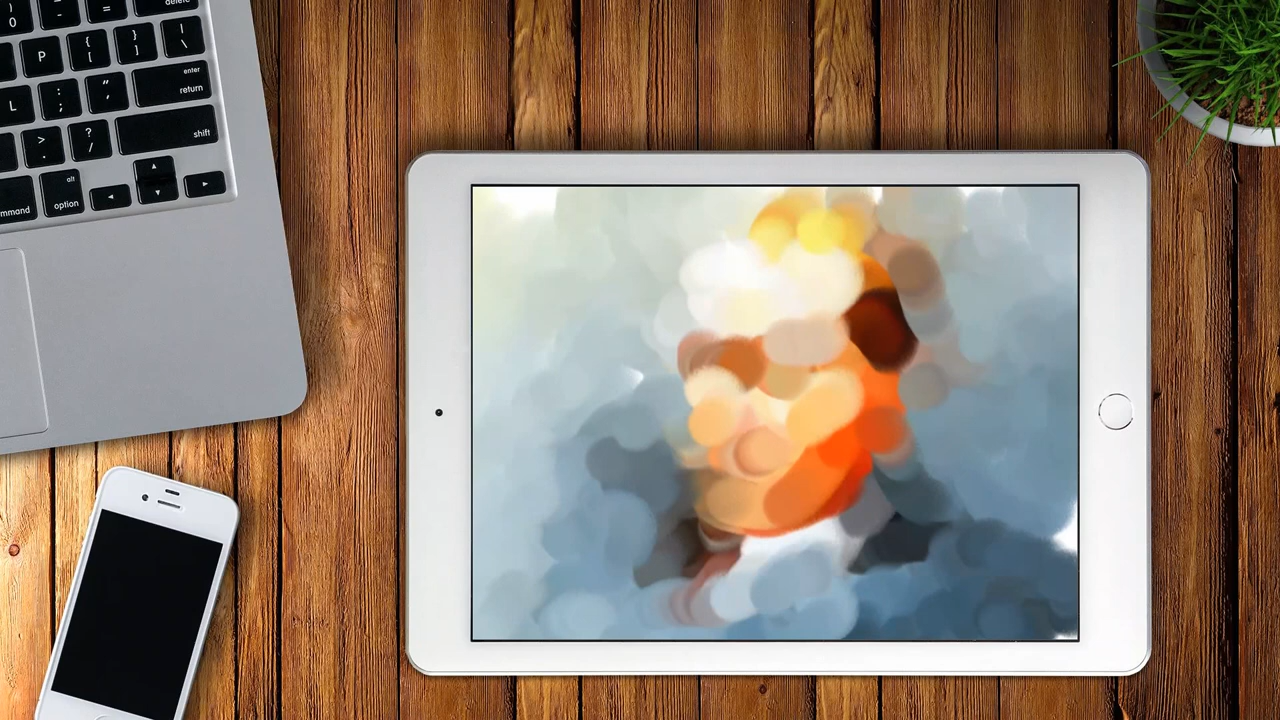 delete
) 0
- =
P { [ } ] | \
enter
return
L : ; " '
shift
> . ? /
mmand
alt
option